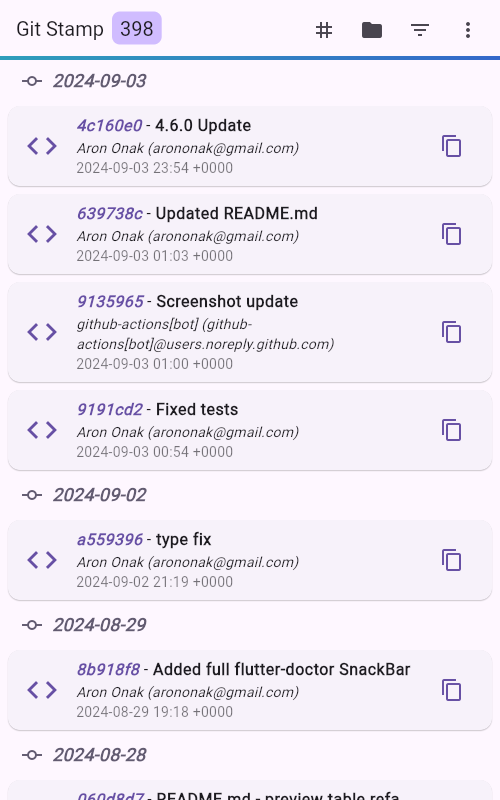 Git Stamp 398
2024-09-03
4c160e0 - 4.6.0 Update
Aron Onak (arononak@gmail.com)
2024-09-03 23:54 +0000
639738c - Updated README.md
Aron Onak (arononak@gmail.com)
2024-09-03 01:03 +0000
9135965 - Screenshot update
github-actions[bot] (github-
actions[bot]@users.noreply.github.com)
2024-09-03 01:00 +0000
9191cd2 - Fixed tests
Aron Onak (arononak@gmail.com)
2024-09-03 00:54 +0000
2024-09-02
a559396 - type fix
Aron Onak (arononak@gmail.com)
2024-09-02 21:19 +0000
2024-08-29
8b918f8 - Added full flutter-doctor SnackBar
Aron Onak (arononak@gmail.com)
2024-08-29 19:18 +0000
2024-08-28
060d8d7 - README.md - preview table refa